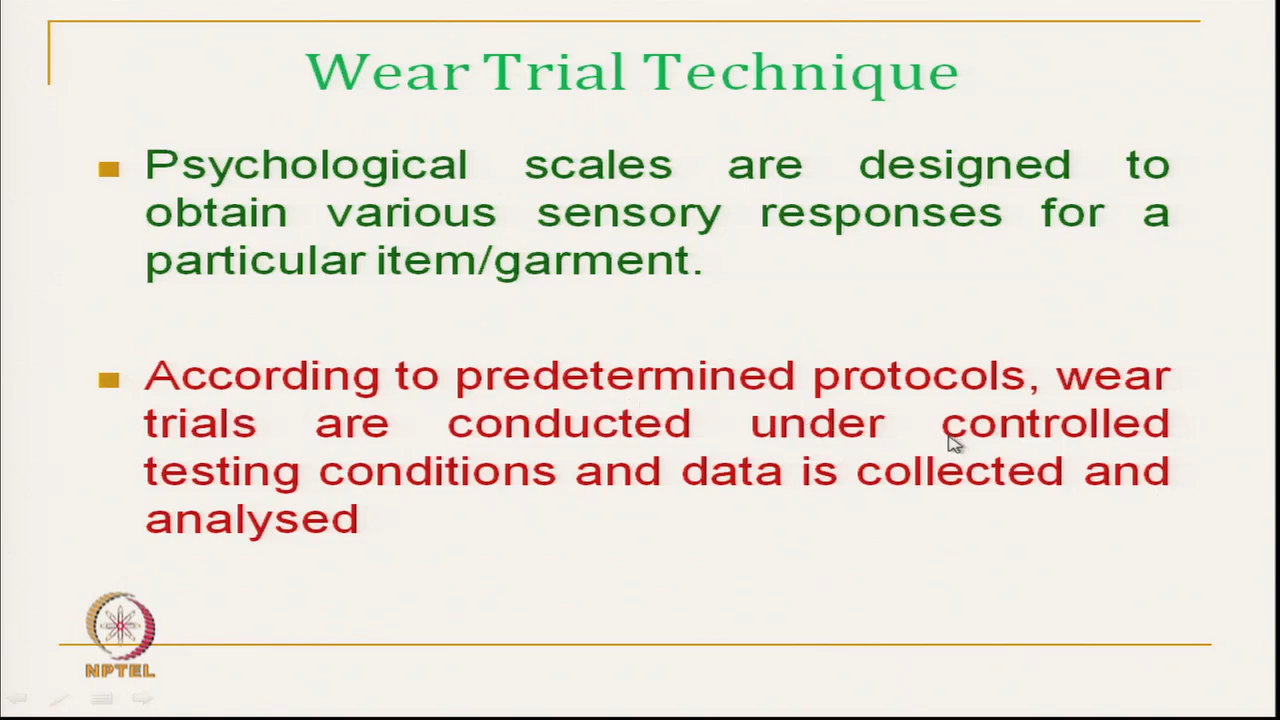 Wear Trial Technique
Psychological scales are designed to
obtain various sensory responses for a
particular item/garment.
According to predetermined protocols, wear
trials are conducted under controlled
testing conditions and data is collected and
analysed
NPTEL